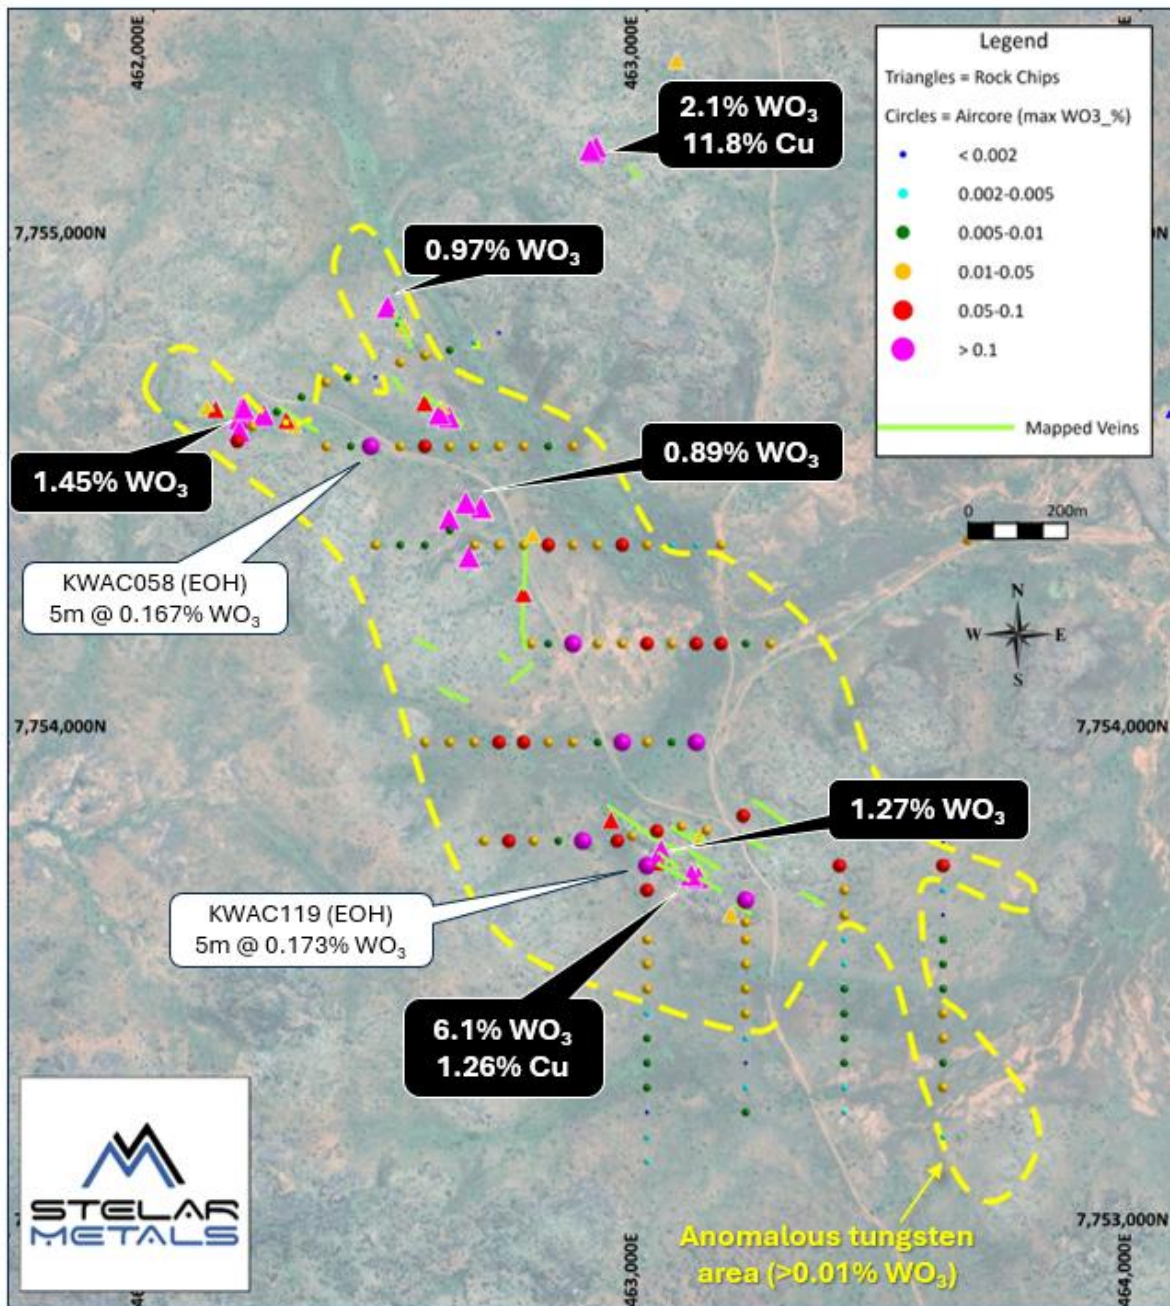 462,000E
463,000E
Legend
Triangles = Rock Chips
Circles = Aircore (max WO3_%)
< 0.002
0.002-0.005
0.005-0.01
0.01-0.05
0.05-0.1
> 0.1
Mapped Veins
2.1% WO₃
11.8% Cu
7,755,000N
N
0.97% WO₃
0.89% WO₃
1.45% WO₃
0
200m
KWAC058 (EOH)
5m @ 0.167% WO₃
N
W
E
S
7,754,000N
7,754,000N
1.27% WO₃
KWAC119 (EOH)
5m @ 0.173% WO₃
6.1% WO₃
1.26% Cu
STELAR
METALS
7,753,000N
Anomalous tungsten
area (>0.01% WO₃)
463,000E
464,000E